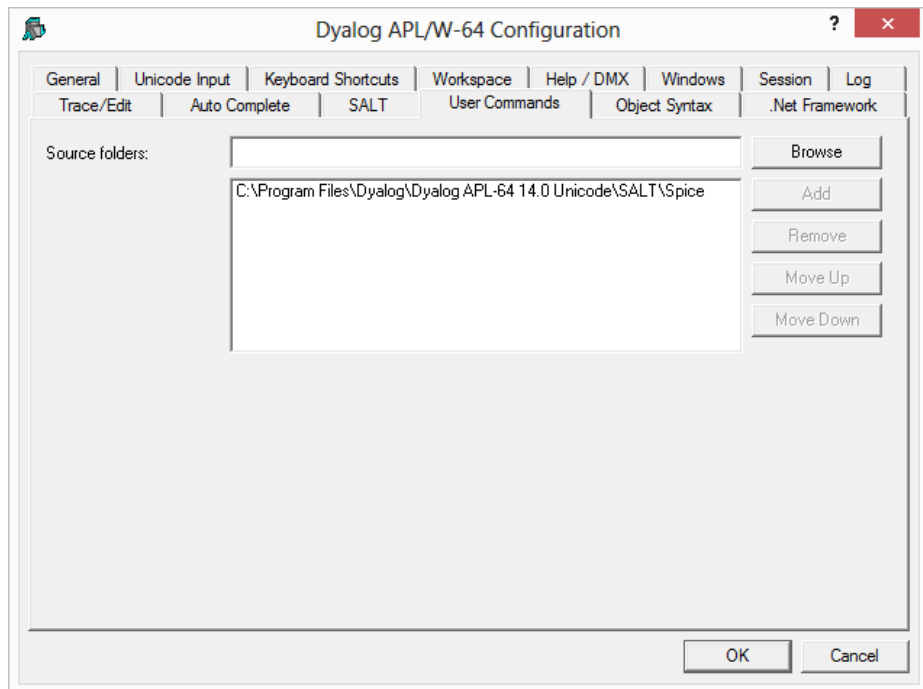 Dyalog APL/W-64 Configuration ? ×
General Unicode Input Keyboard Shortcuts Workspace Help / DMX Windows Session Log
Trace/Edit Auto Complete SALT User Commands Object Syntax .Net Framework
Source folders: Browse
C:\Program Files\Dyalog\Dyalog APL-64 14.0 Unicode\SALT\Spice
Add
Remove
Move Up
Move Down
OK Cancel